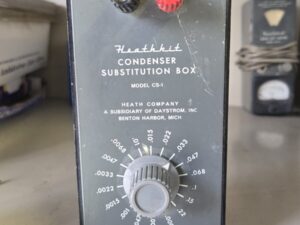 Heathkit
CONDENSER
SUBSTITUTION BOX
MODEL CS-1
HEATH COMPANY
A SUBSIDIARY OF DAYSTROM, INC
BENTON HARBOR, MICH
.01
.015
.022
.033
.047
.068
.1
.15
.22
.0068
.0047
.0033
.0022
.0015